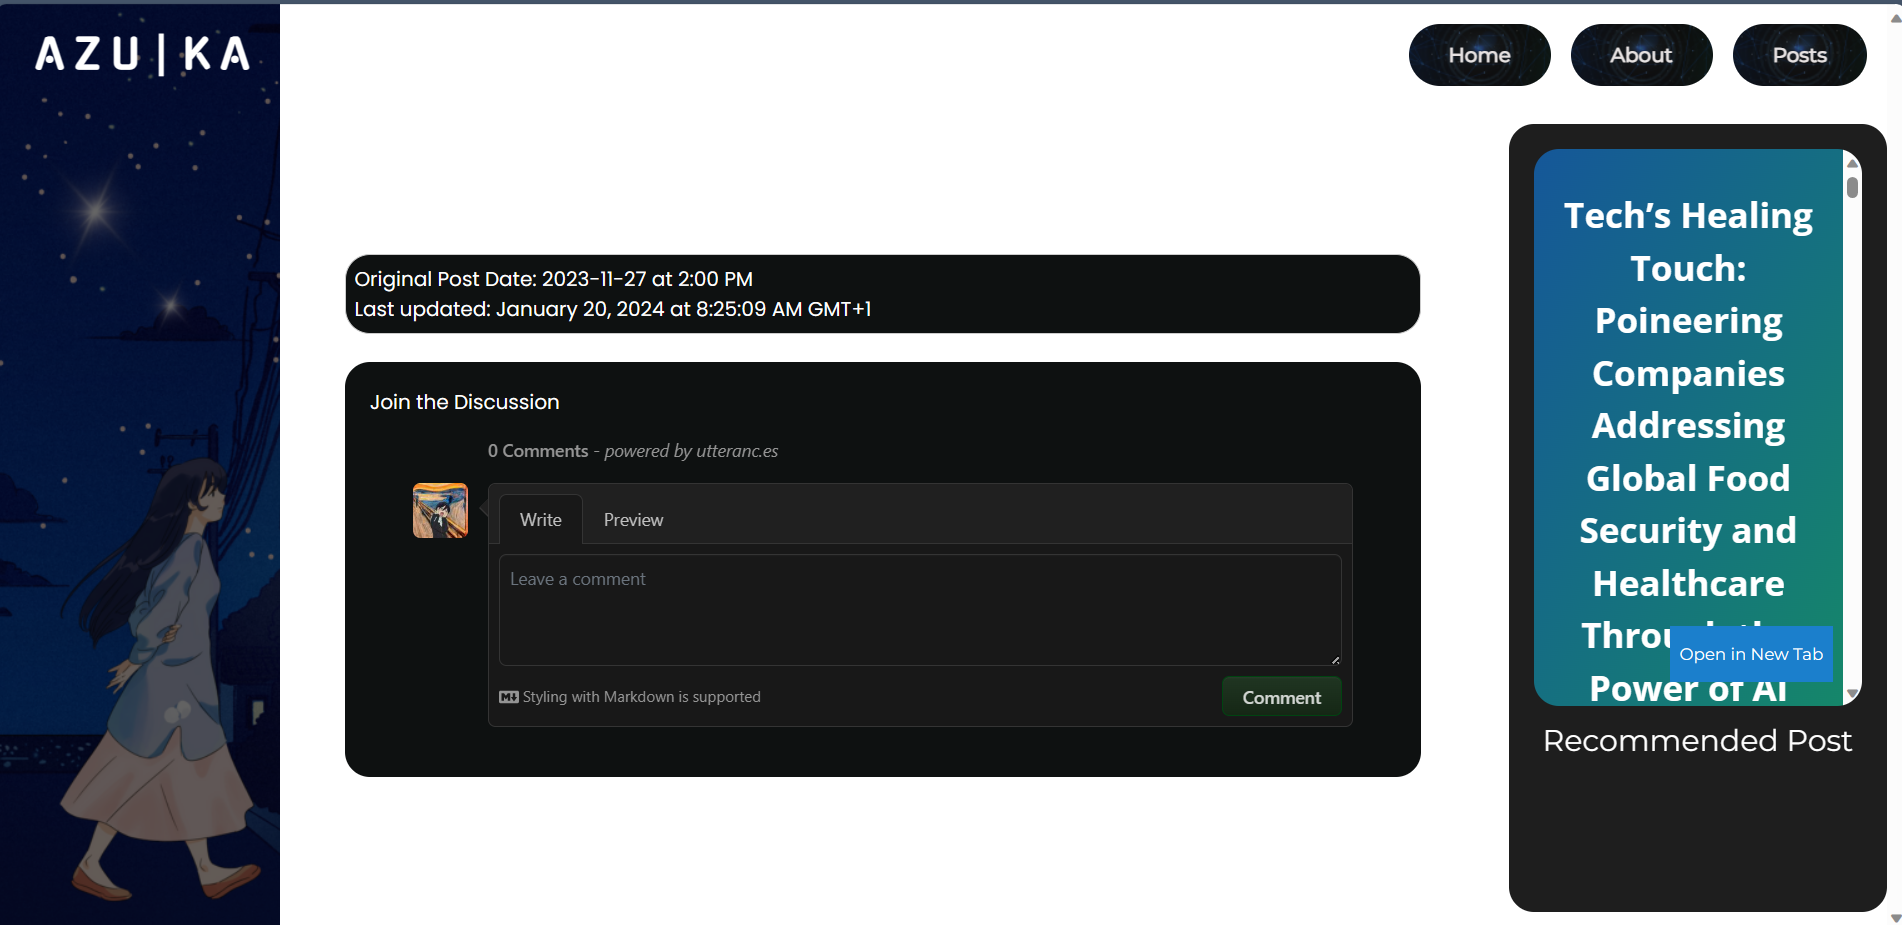 AZU|KA
Home
About
Posts
Original Post Date: 2023-11-27 at 2:00 PM
Last updated: January 20, 2024 at 8:25:09 AM GMT+1
Join the Discussion
0 Comments - powered by utteranc.es
Write
Preview
Leave a comment
Styling with Markdown is supported
Comment
Tech’s Healing
Touch:
Poineering
Companies
Addressing
Global Food
Security and
Healthcare
Power of AI
Open in New Tab
Recommended Post